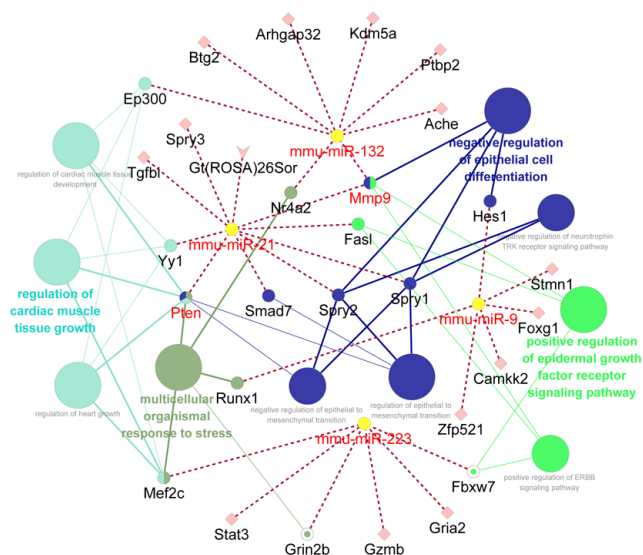 Arhgap32
Kdm5a
Btg2
Ptbp2
Ep300
Ache
Spry3
mmu-miR-132
negative regulation
of epithelial cell
differentiation
Gt(ROSA)26Sor
regulation of cardiac muscle tissue
development
Tgfbi
Nr4a2
Mmp9
Hes1
negative regulation of neurotrophin
TRK receptor signaling pathway
mmu-miR-21
Fasl
Yy1
Stmn1
regulation of
cardiac muscle
tissue growth
Pten
Smad7
Spry2
Spry1
mmu-miR-9
Foxg1
positive regulation
of epidermal growth
factor receptor
signaling pathway
multicellular
organismal
response to stress
Runx1
Camkk2
regulation of heart growth
negative regulation of epithelial to
mesenchymal transition
regulation of epithelial to
mesenchymal transition
Zfp521
mmu-miR-223
Mef2c
Fbxw7
positive regulation of ERBB
signaling pathway
Stat3
Grin2b
Gzmb
Gria2